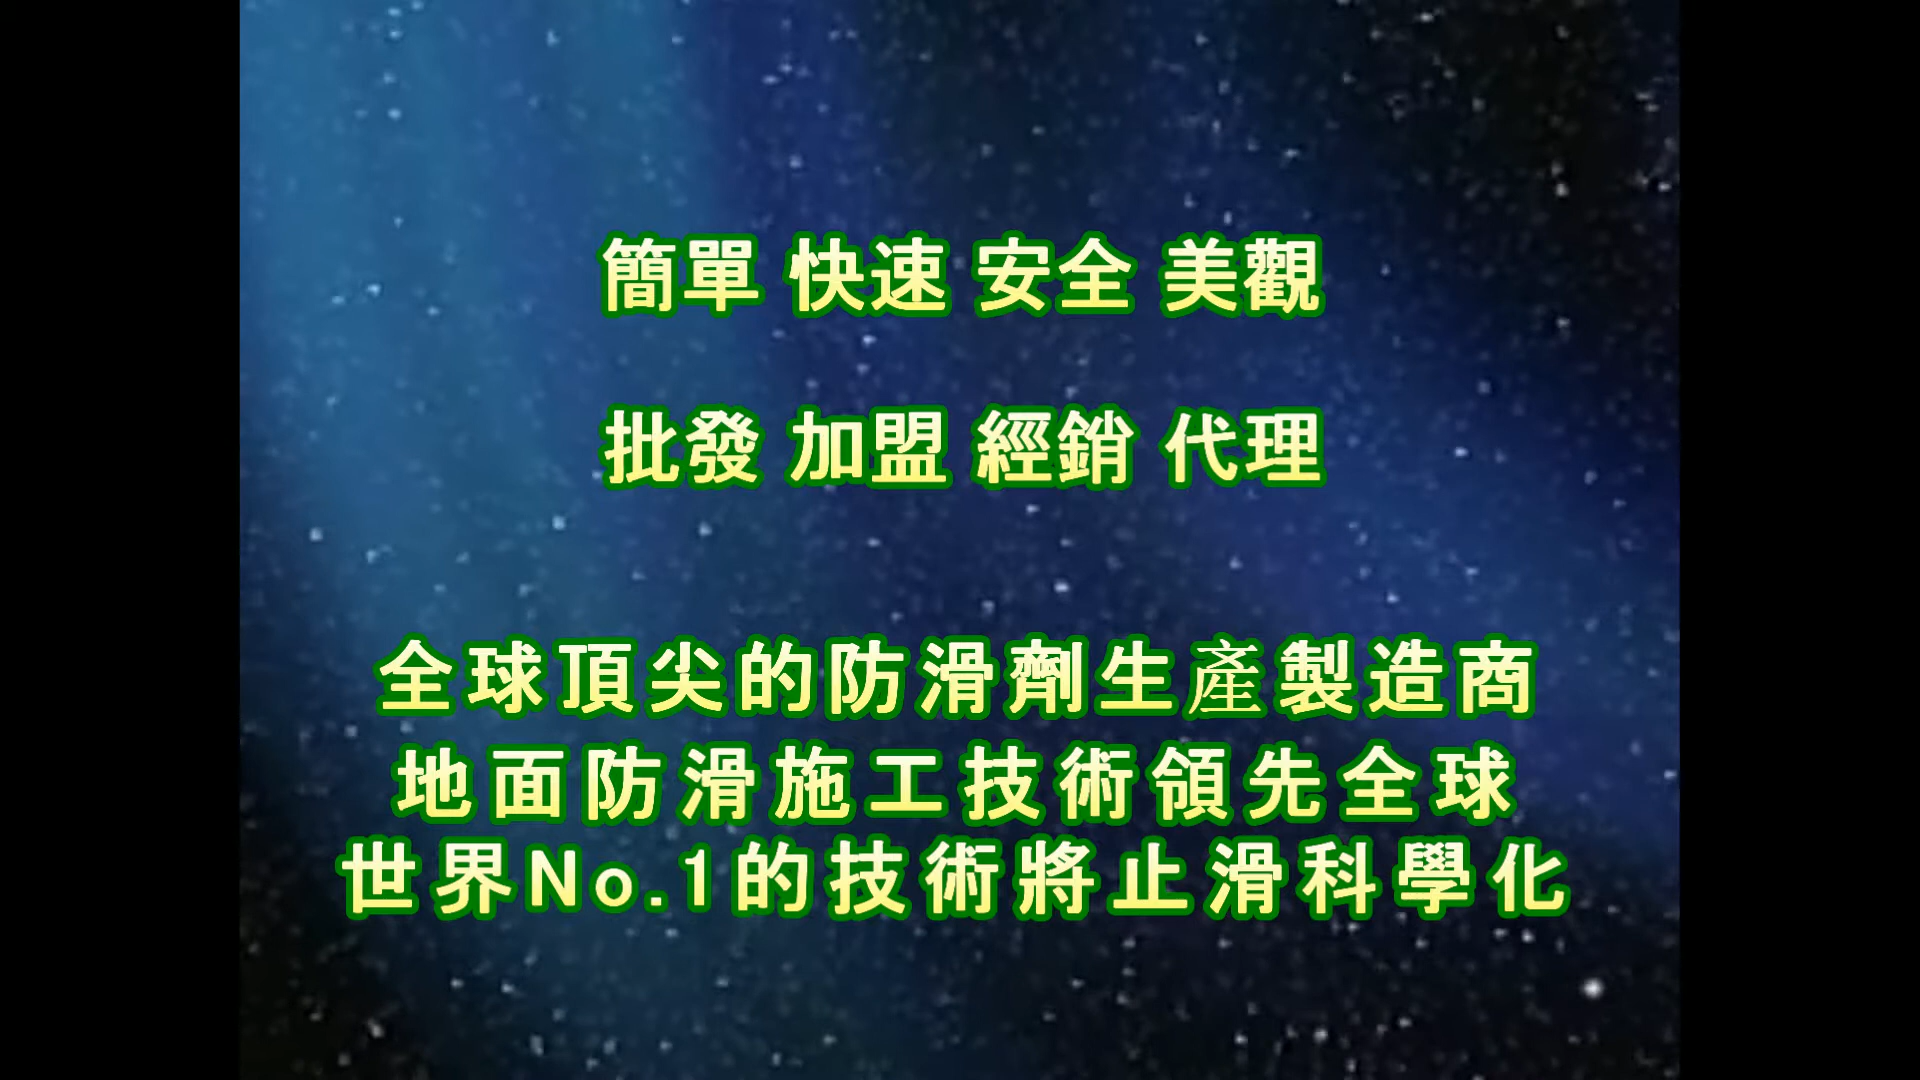 簡單 快速 安全 美觀
批發 加盟 經銷 代理
全球頂尖的防滑劑生產製造商
地面防滑施工技術領先全球
世界No.1的技術將止滑科學化